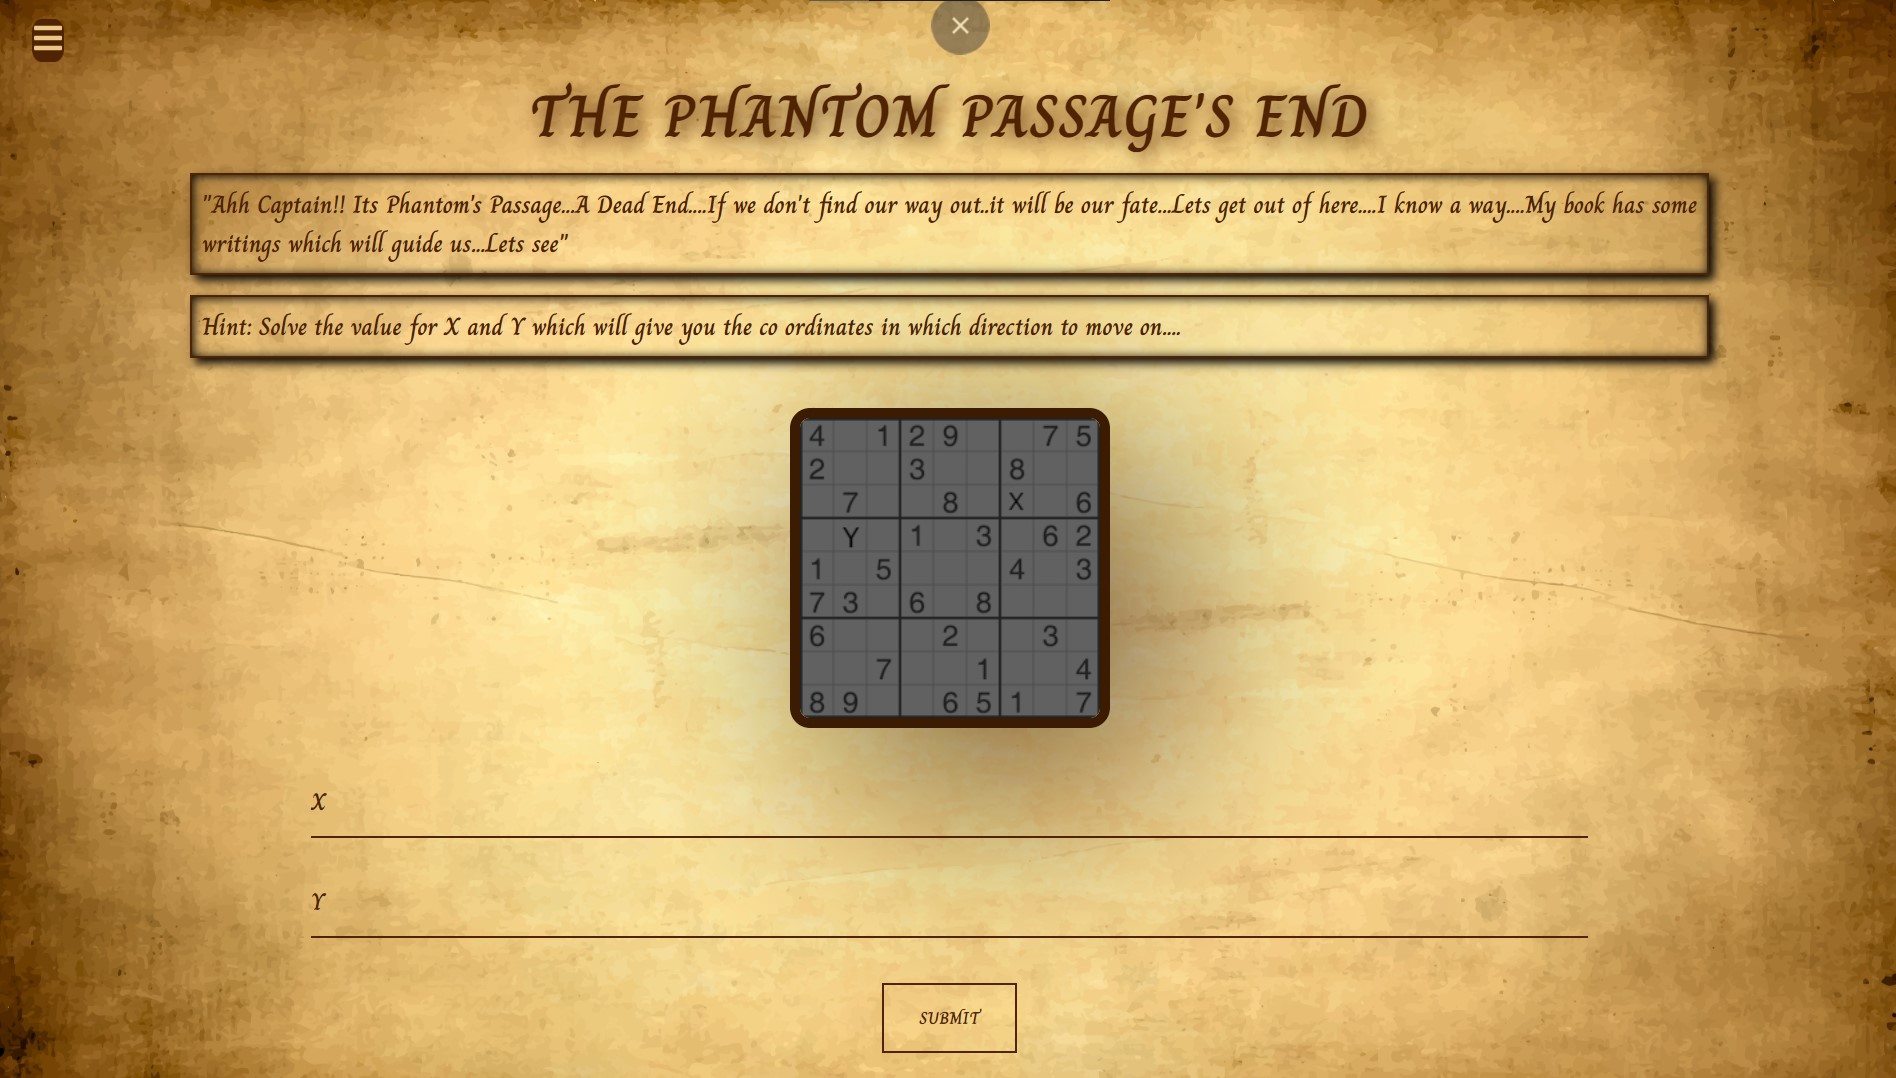 THE PHANTOM PASSAGE'S END
"Ahh Captain!! Its Phantom's Passage...A Dead End....If we don't find our way out..it will be our fate...Lets get out of here....I know a way....My book has some
writings which will guide us...Lets see"
Hint: Solve the value for X and Y which will give you the co ordinates in which direction to move on....
4 1 2 9 7 5
2 3 8
7 8 X 6
Y 1 3 6 2
1 5 4 3
7 3 6 8
6 2 3
7 1 4
8 9 6 5 1 7
X
Y
SUBMIT